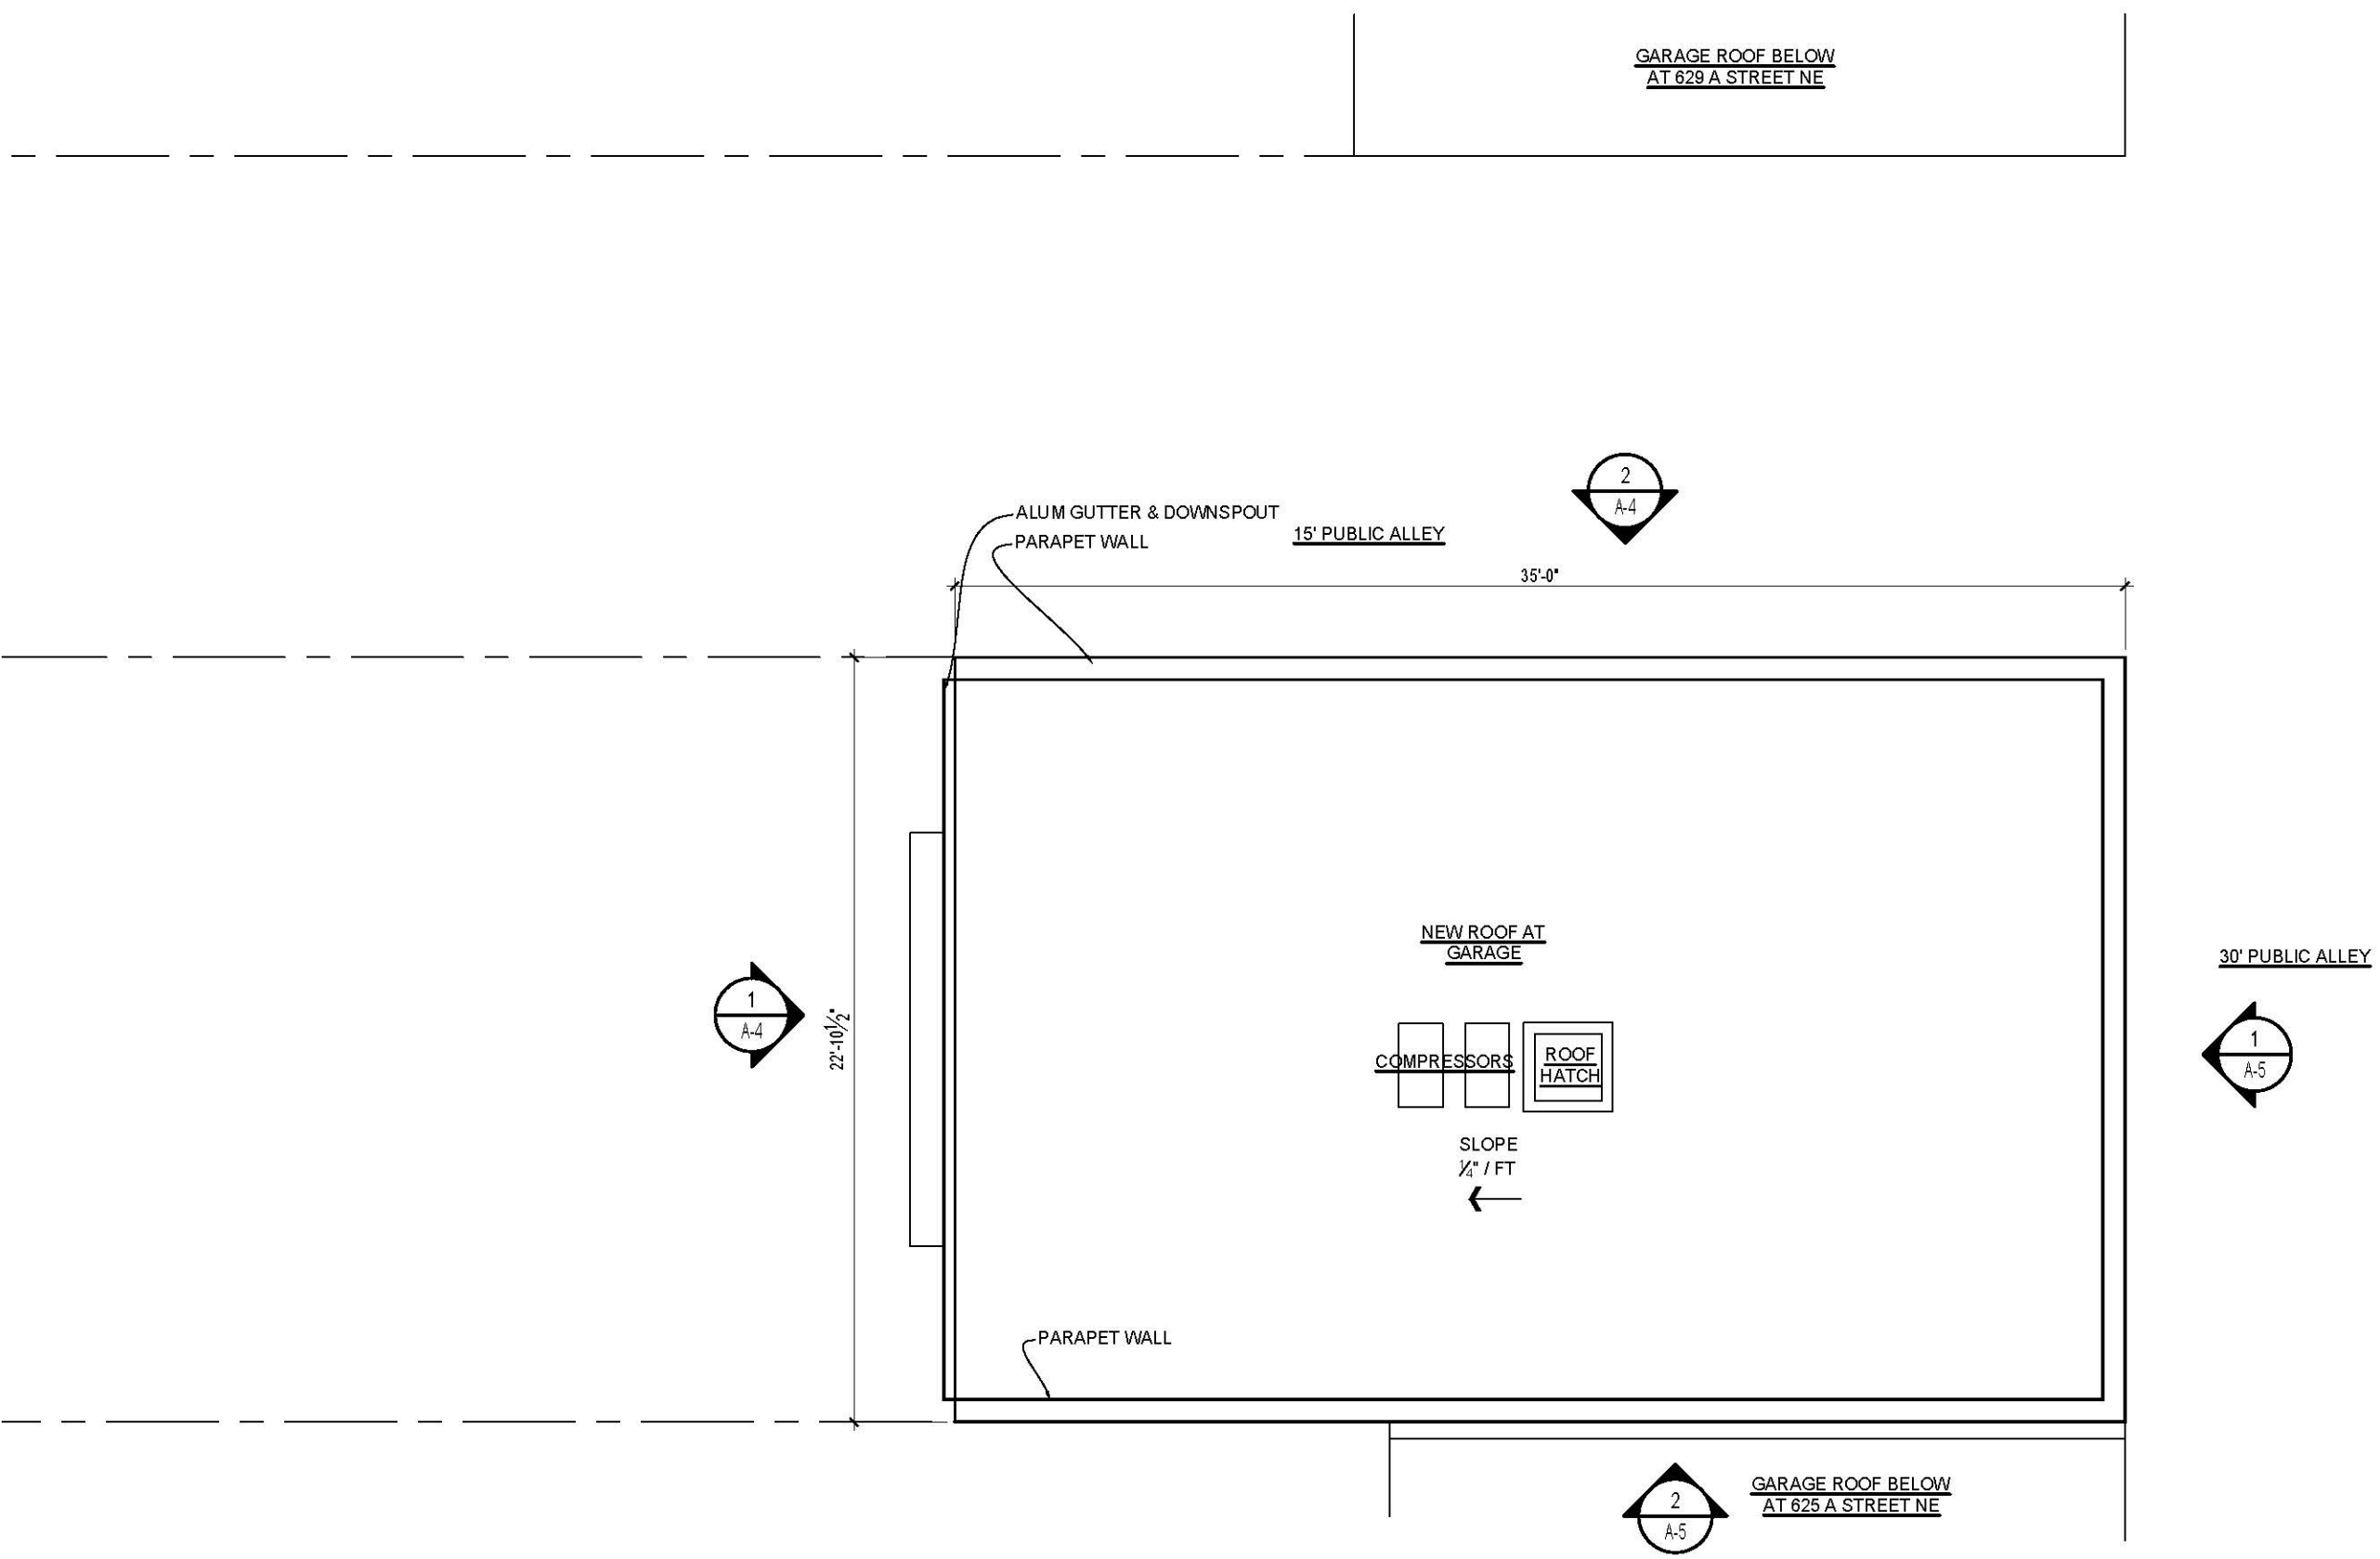 GARAGE ROOF BELOW
AT 629 A STREET NE
2
A-4
ALUM GUTTER & DOWNSPOUT
15' PUBLIC ALLEY
PARAPET WALL
35'-0"
NEW ROOF AT
GARAGE
30' PUBLIC ALLEY
1
A-4
22'-10½"
COMPRESSORS
ROOF
HATCH
1
A-5
SLOPE
¼" / FT
PARAPET WALL
2
A-5
GARAGE ROOF BELOW
AT 625 A STREET NE